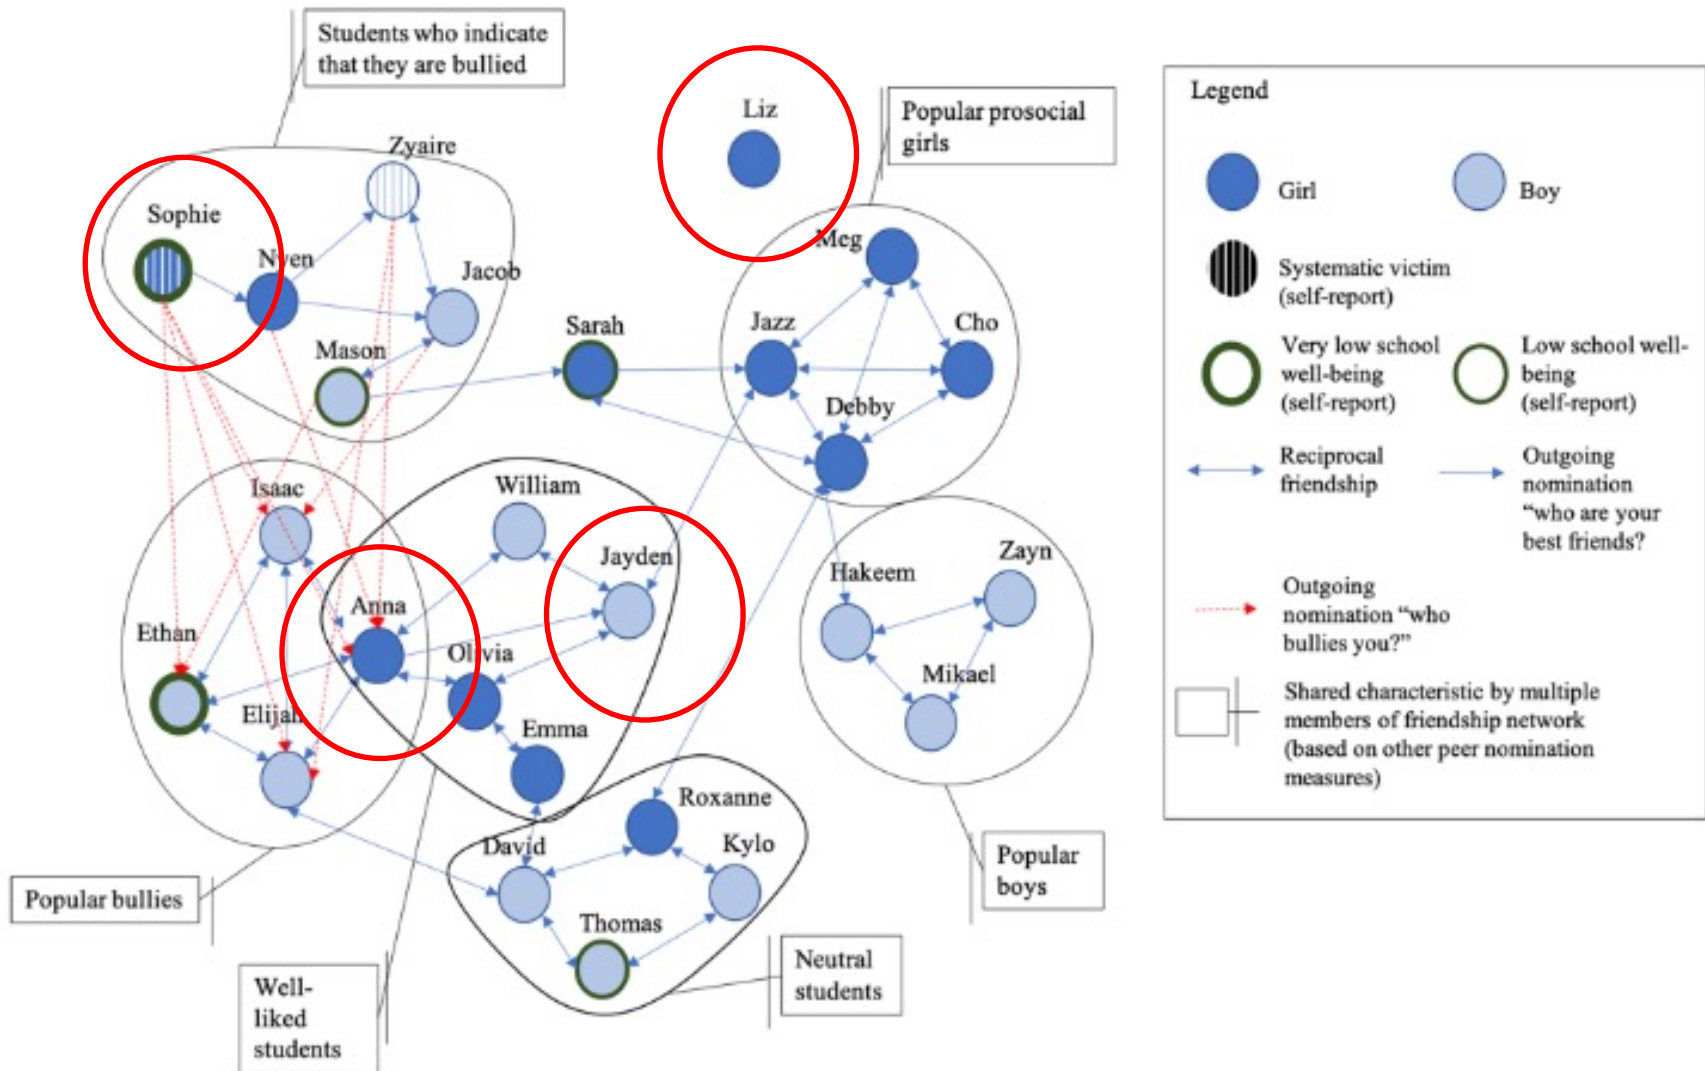 Students who indicate
that they are bullied
Liz
Popular prosocial
girls
Legend
Girl
Boy
Systematic victim
(self-report)
Very low school
well-being
(self-report)
Low school well-
being
(self-report)
Reciprocal
friendship
Outgoing
nomination
“who are your
best friends?
Outgoing
nomination “who
bullies you?”
Shared characteristic by multiple
members of friendship network
(based on other peer nomination
measures)
Zyaire
Sophie
Nyen
Jacob
Mason
Sarah
Meg
Jazz
Cho
Debby
Isaac
William
Jayden
Anna
Ethan
Olivia
Elijah
Emma
Hakeem
Zayn
Mikael
Roxanne
David
Kylo
Thomas
Popular bullies
Well-
liked
students
Neutral
students
Popular
boys